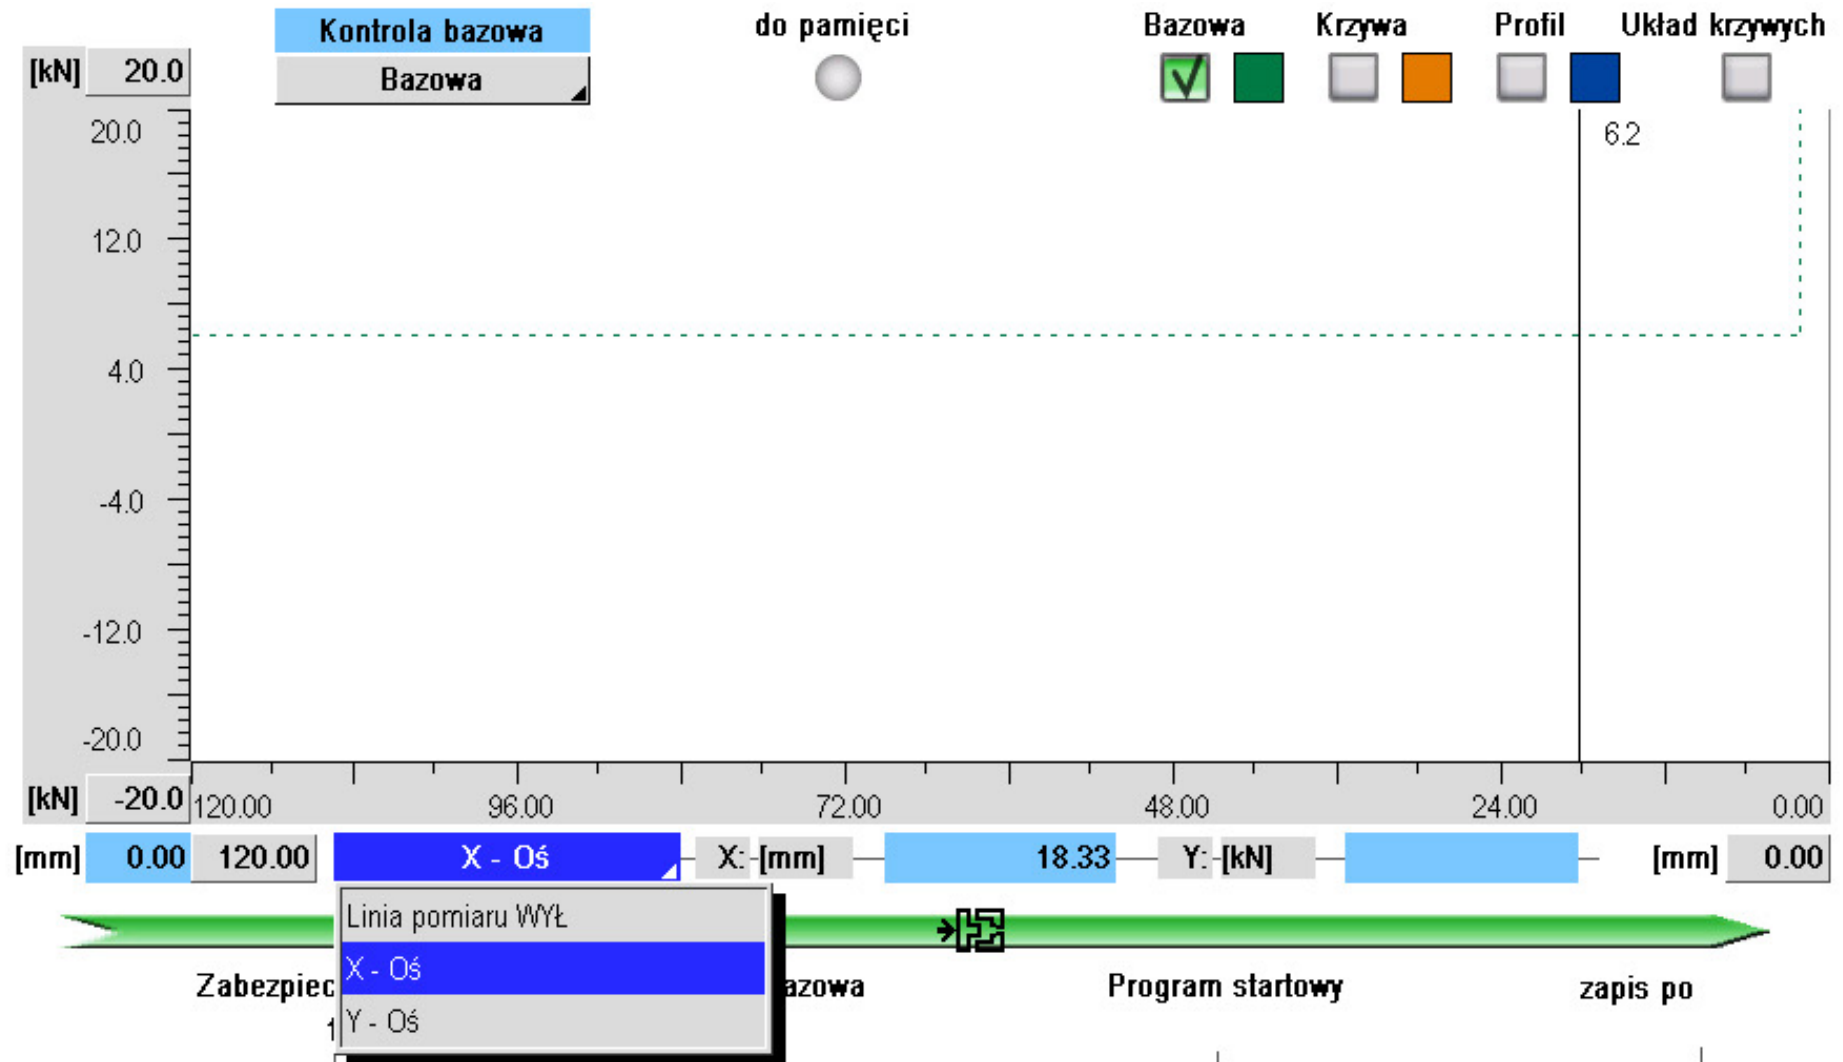 Kontrola bazowa
do pamięci
Bazowa
Krzywa
Profil
Układ krzywych
[kN]
20.0
Bazowa
20.0
6.2
12.0
4.0
-4.0
-12.0
-20.0
[kN]
-20.0
120.00
96.00
72.00
48.00
24.00
0.00
[mm]
0.00
120.00
X - Oś
X:
[mm]
18.33
Y:
[kN]
[mm]
0.00
Linia pomiaru WYŁ
X - Oś
Y - Oś
Zabezpiec
azowa
Program startowy
zapis po